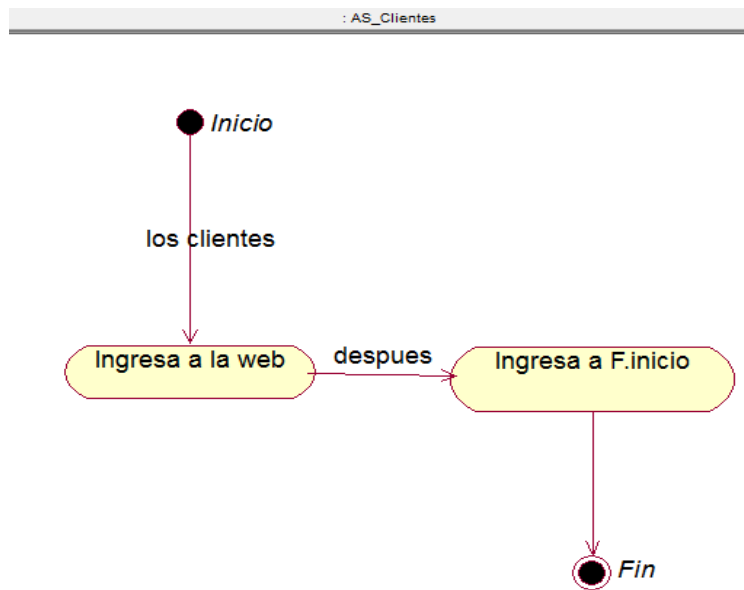 : AS_Clientes
Inicio
los clientes
Ingresa a la web
despues
Ingresa a F.inicio
Fin